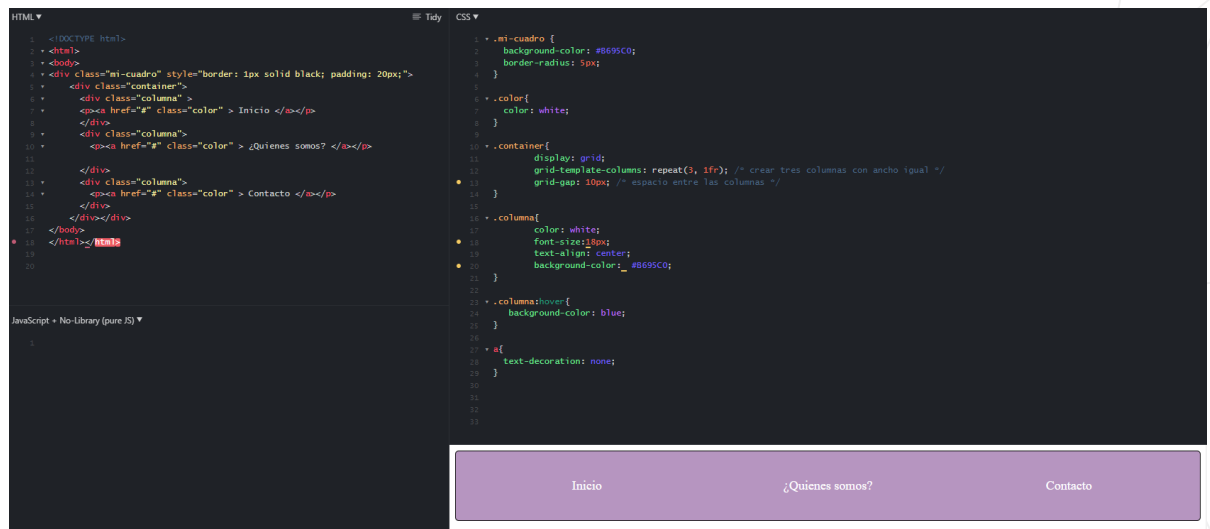 HTML ▼ Tidy
1 <!DOCTYPE html>
2 <html>
3 <body>
4 <div class="mi-cuadro" style="border: 1px solid black; padding: 20px;">
5 <div class="container">
6 <div class="columna" >
7 <p><a href="#" class="color" > Inicio </a></p>
8 </div>
9 <div class="columna">
10 <p><a href="#" class="color" > ¿Quienes somos? </a></p>
11
12 </div>
13 <div class="columna">
14 <p><a href="#" class="color" > Contacto </a></p>
15 </div>
16 </div></div>
17 </body>
18 </html></html>
19
20
JavaScript + No-Library (pure JS) ▼
1
CSS ▼
1 .mi-cuadro {
2 background-color: #B695C0;
3 border-radius: 5px;
4 }
5
6 .color{
7 color: white;
8 }
9
10 .container{
11 display: grid;
12 grid-template-columns: repeat(3, 1fr); /* crear tres columnas con ancho igual */
13 grid-gap: 10px; /* espacio entre las columnas */
14 }
15
16 .columna{
17 color: white;
18 font-size:18px;
19 text-align: center;
20 background-color: #B695C0;
21 }
22
23 .columna:hover{
24 background-color: blue;
25 }
26
27 a{
28 text-decoration: none;
29 }
30
31
32
33
Inicio ¿Quienes somos? Contacto